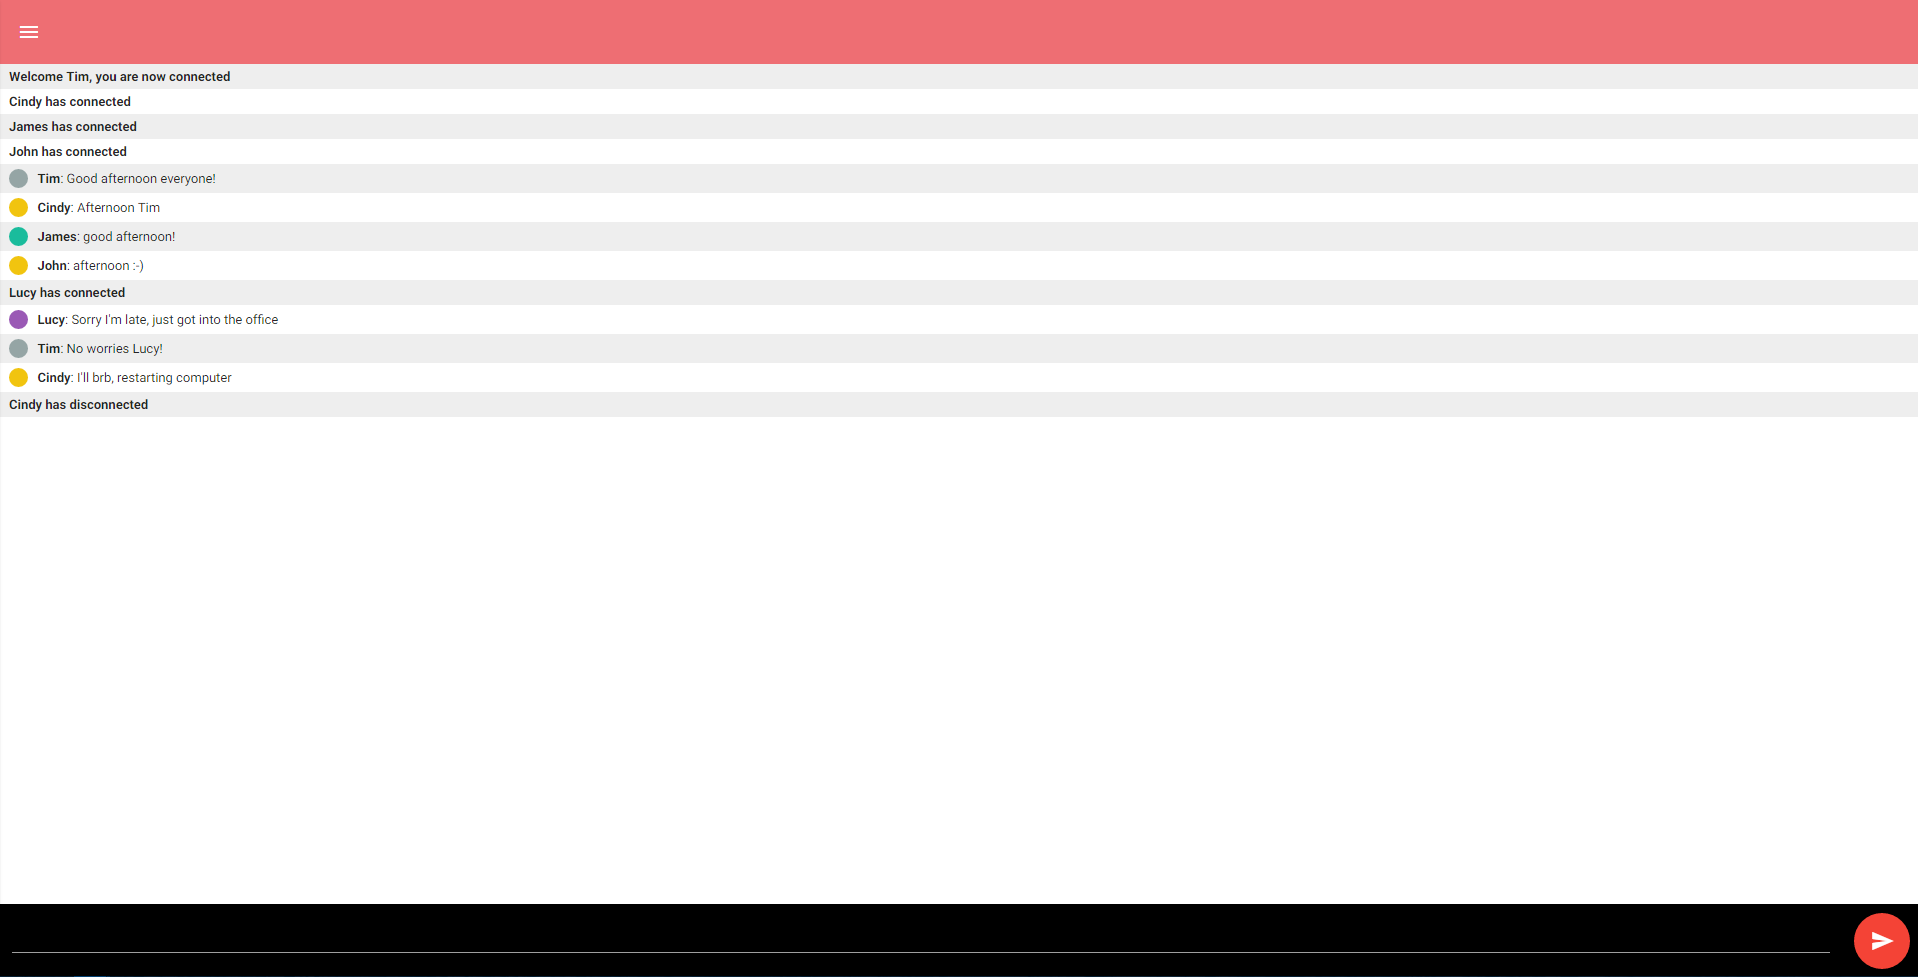 Welcome Tim, you are now connected
Cindy has connected
James has connected
John has connected
Tim: Good afternoon everyone!
Cindy: Afternoon Tim
James: good afternoon!
John: afternoon :-)
Lucy has connected
Lucy: Sorry I'm late, just got into the office
Tim: No worries Lucy!
Cindy: I'll brb, restarting computer
Cindy has disconnected